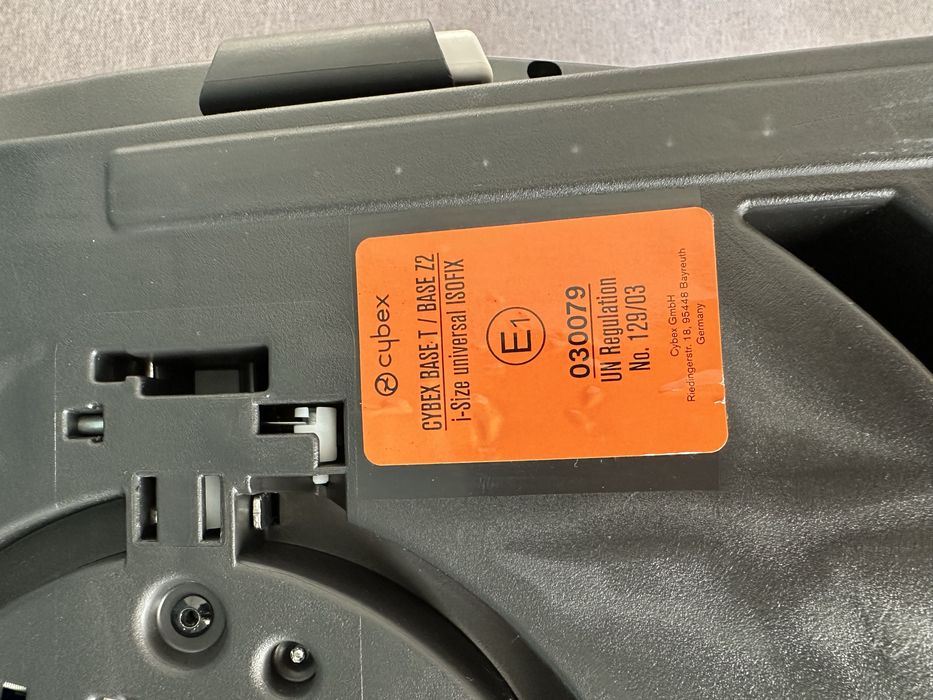 cybex
CYBEX BASE T / BASE Z2
i-Size universal ISOFIX
E1
030079
UN Regulation
No. 129/03
Cybex GmbH
Riedingerstr. 18, 95448 Bayreuth
Germany